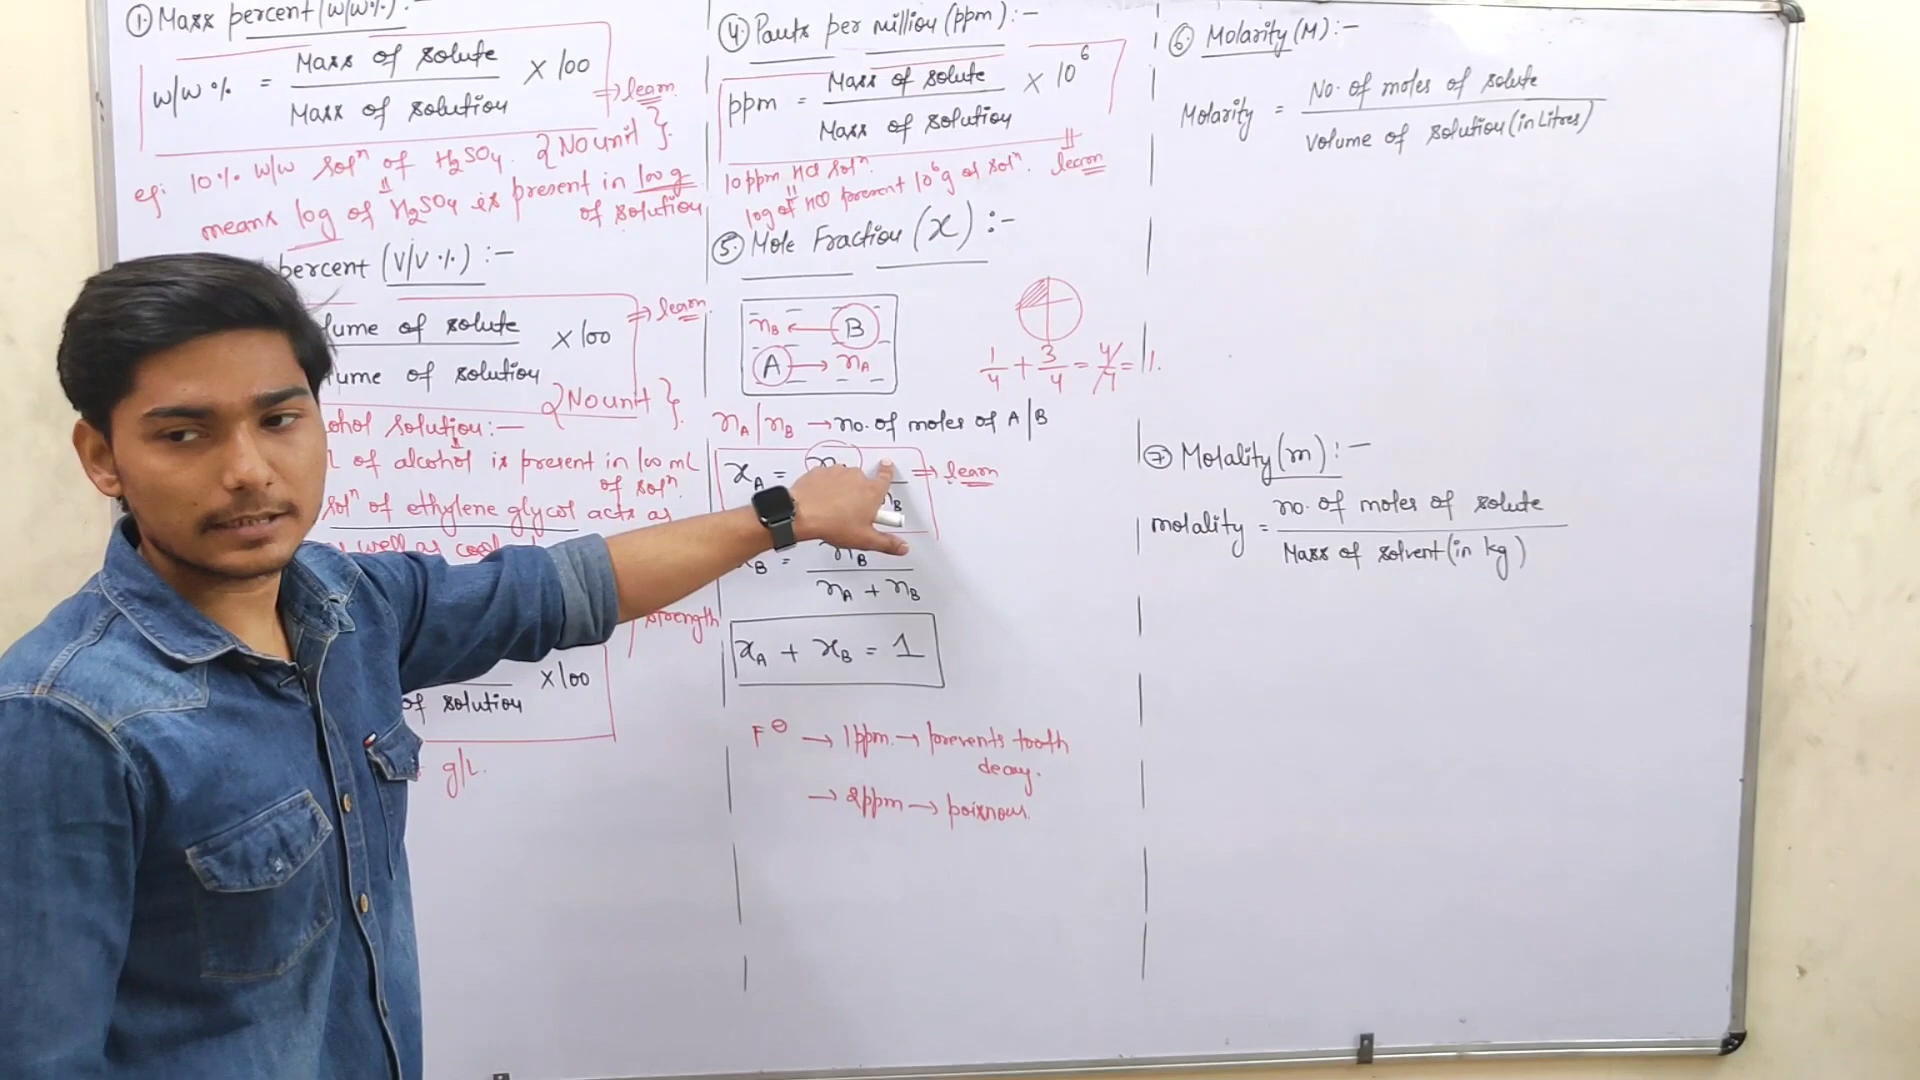 ① Mass percent (w/w%):-
w/w% = Mass of solute / Mass of solution × 100
⇒ learn
eg: 10% w/w solⁿ of H₂SO₄. {No unit}.
means 10g of H₂SO₄ is present in 100 g
of solution
percent (V/V%):-
lume of solute / ume of solution × 100
⇒ learn
{No unit}.
ohol solution:-
L of alcohol is present in 100 mL
of solⁿ.
solⁿ of ethylene glycol acts as
well as
strength
of solution × 100
g/L.
④ Parts per million (ppm):-
ppm = Mass of solute / Mass of solution × 10⁶
learn
10ppm HCl solⁿ.
10g of HCl present 10⁶g of solⁿ.
⑤ Mole Fraction (x):-
n_B ← B
A → n_A
1/4 + 3/4 = 4/4 = 1.
n_A | n_B → no. of moles of A | B
x_A =
n_B
⇒ learn
B = n_B / n_A + n_B
x_A + x_B = 1
F⊖ → 1ppm. → prevents tooth
decay.
→ 2ppm → poisnous.
⑥ Molarity (M):-
Molarity = No. of moles of solute / volume of solution (in Litres)
⑦ Molality (m):-
molality = no. of moles of solute / Mass of solvent (in kg)